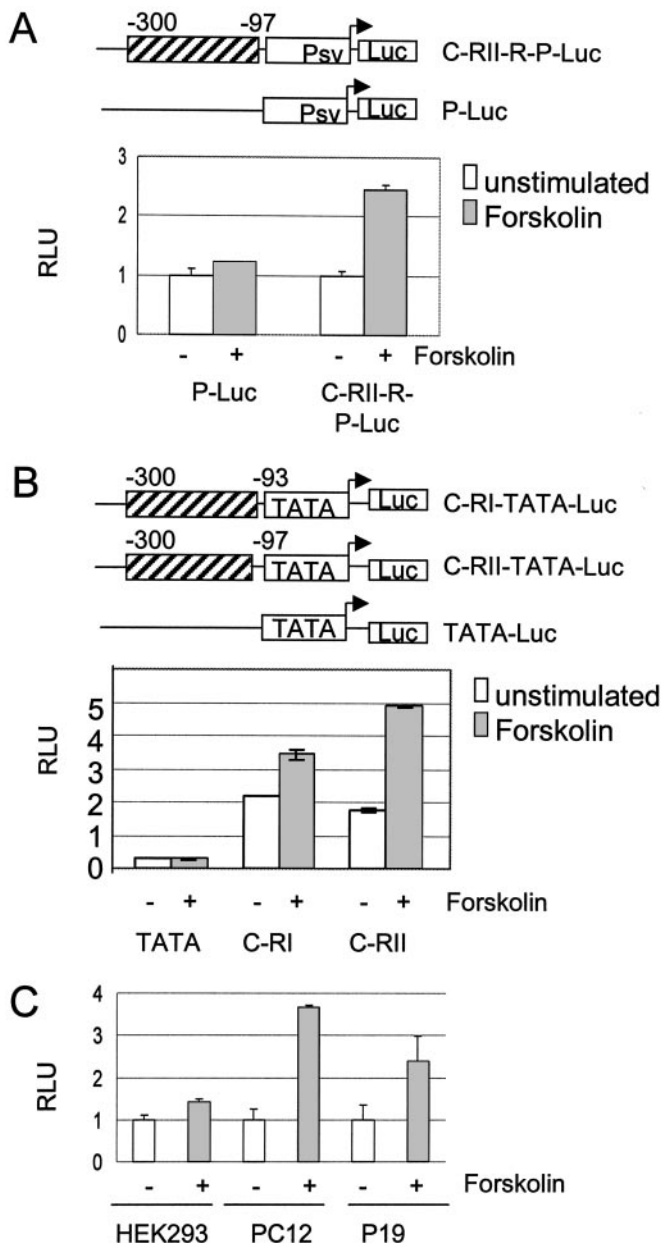 A
-300 -97
Psv Luc C-RII-R-P-Luc
Psv Luc P-Luc
3
2
1
0
RLU
unstimulated
Forskolin
- + - + Forskolin
P-Luc C-RII-R-
P-Luc
B
-300 -93
TATA Luc C-RI-TATA-Luc
-300 -97
TATA Luc C-RII-TATA-Luc
TATA Luc TATA-Luc
5
4
3
2
1
0
RLU
unstimulated
Forskolin
- + - + - + Forskolin
TATA C-RI C-RII
C
4
3
2
1
0
RLU
- + - + - + Forskolin
HEK293 PC12 P19